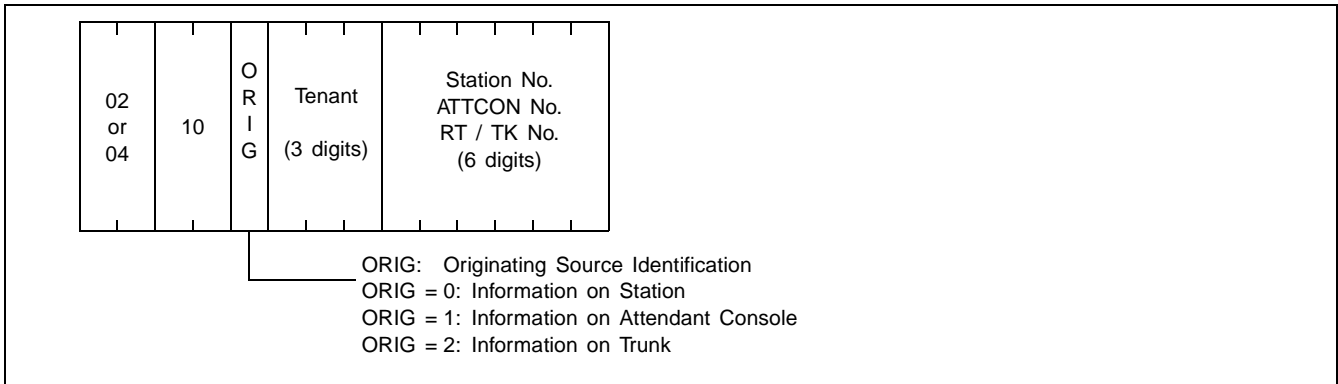 02
or
04
10
O
R
I
G
Tenant
(3 digits)
Station No.
ATTCON No.
RT / TK No.
(6 digits)
ORIG: Originating Source Identification
ORIG = 0: Information on Station
ORIG = 1: Information on Attendant Console
ORIG = 2: Information on Trunk